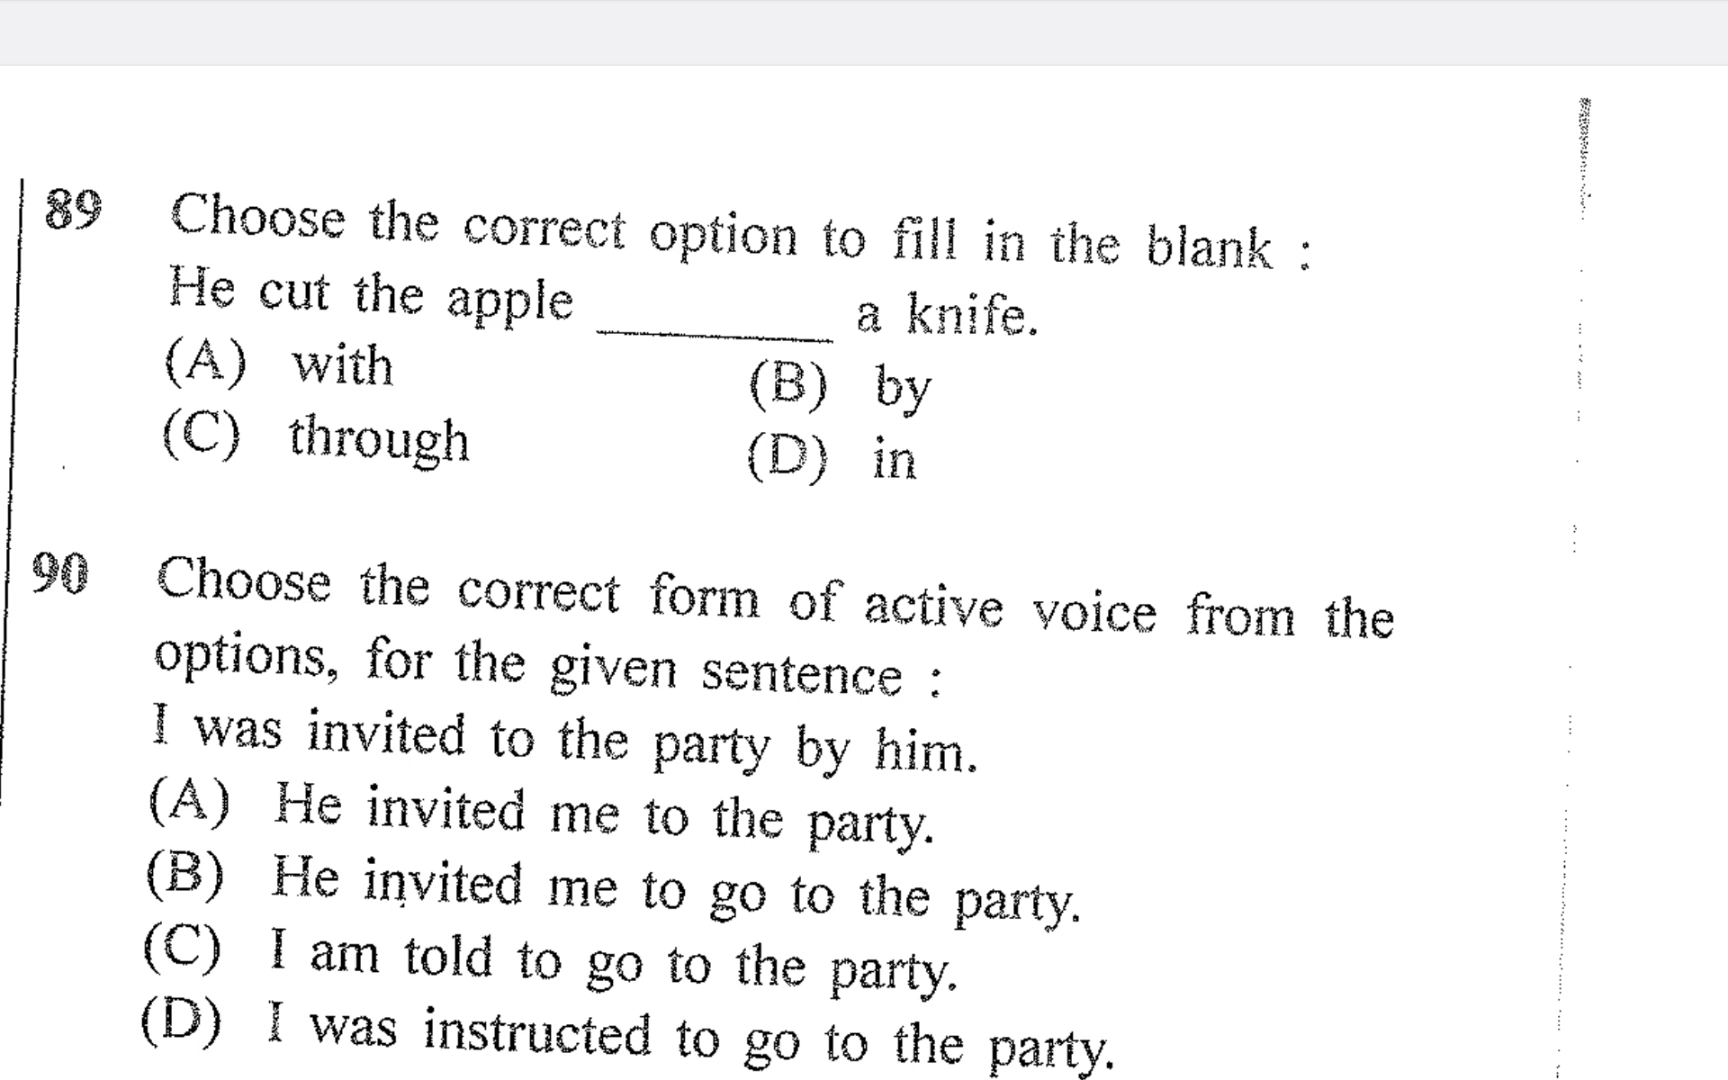 89 Choose the correct option to fill in the blank :
He cut the apple ________ a knife.
(A) with (B) by
(C) through (D) in
90 Choose the correct form of active voice from the
options, for the given sentence :
I was invited to the party by him.
(A) He invited me to the party.
(B) He invited me to go to the party.
(C) I am told to go to the party.
(D) I was instructed to go to the party.